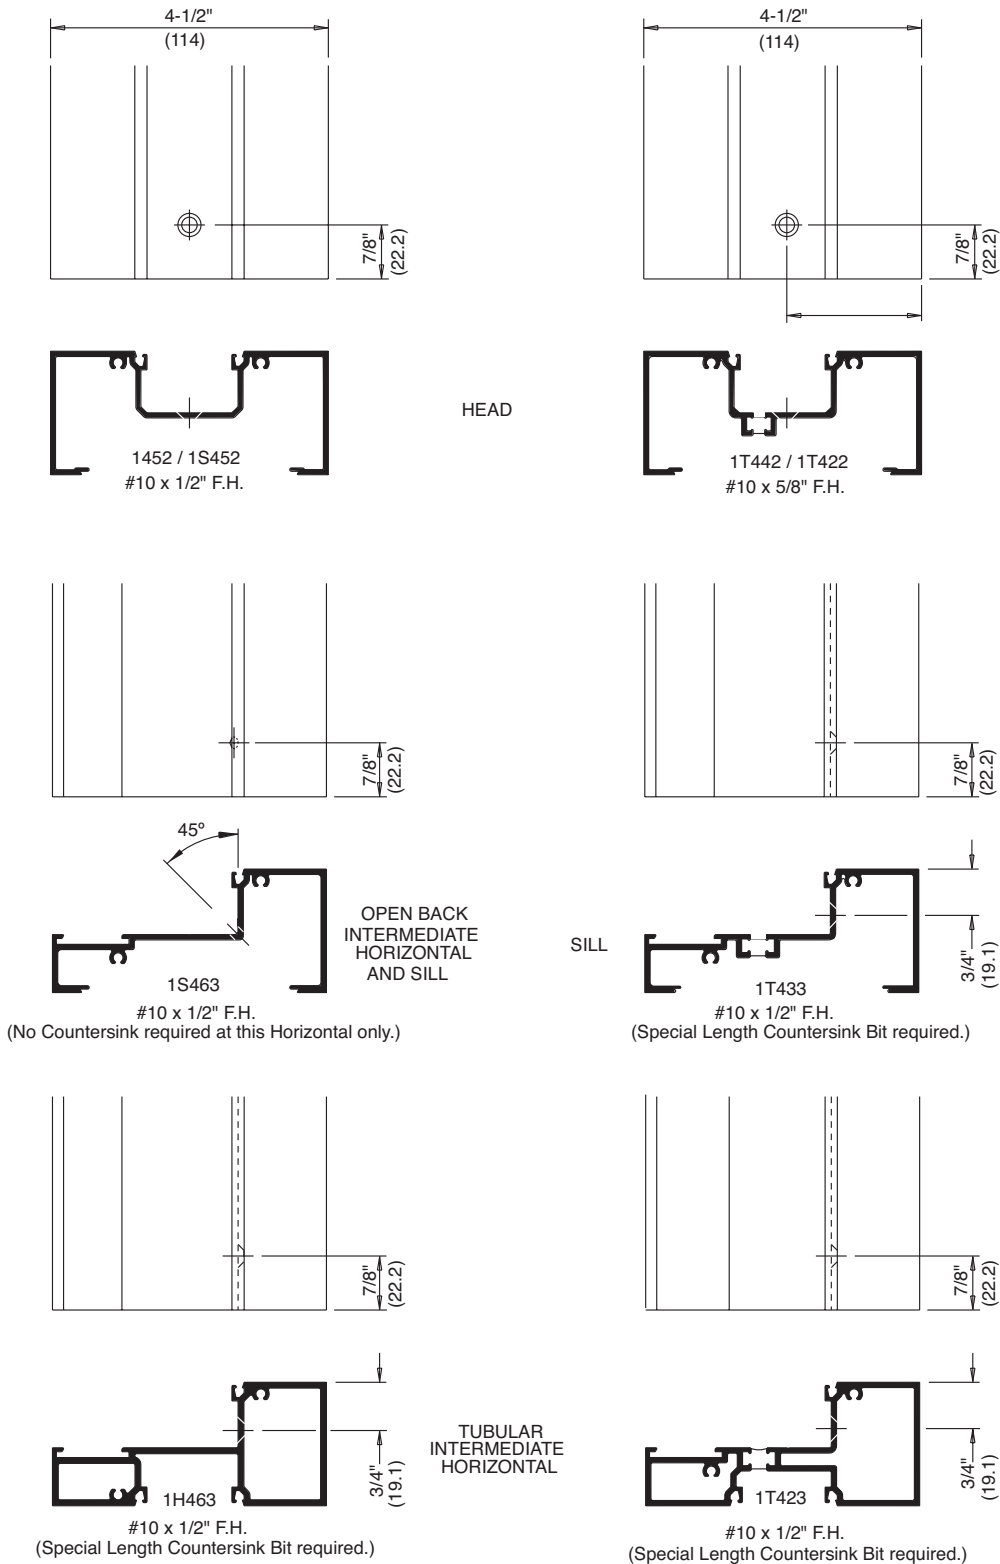 4-1/2"
(114)
4-1/2"
(114)
7/8"
(22.2)
7/8"
(22.2)
HEAD
1452 / 1S452
#10 x 1/2" F.H.
1T442 / 1T422
#10 x 5/8" F.H.
7/8"
(22.2)
7/8"
(22.2)
45º
OPEN BACK
INTERMEDIATE
HORIZONTAL
AND SILL
SILL
3/4"
(19.1)
1S463
#10 x 1/2" F.H.
(No Countersink required at this Horizontal only.)
1T433
#10 x 1/2" F.H.
(Special Length Countersink Bit required.)
7/8"
(22.2)
7/8"
(22.2)
3/4"
(19.1)
TUBULAR
INTERMEDIATE
HORIZONTAL
3/4"
(19.1)
1H463
#10 x 1/2" F.H.
(Special Length Countersink Bit required.)
1T423
#10 x 1/2" F.H.
(Special Length Countersink Bit required.)